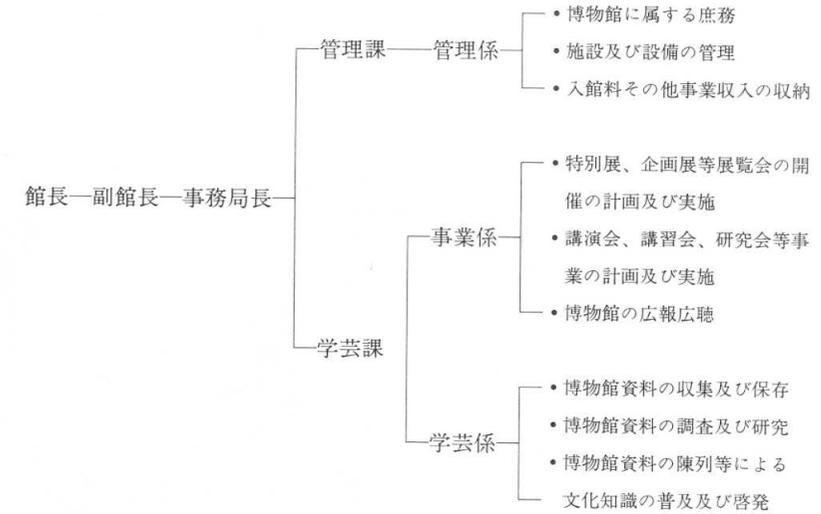 館長―副館長―事務局長
管理課
管理係
・博物館に属する庶務
・施設及び設備の管理
・入館料その他事業収入の収納
学芸課
事業係
・特別展、企画展等展覧会の開
催の計画及び実施
・講演会、講習会、研究会等事
業の計画及び実施
・博物館の広報広聴
学芸係
・博物館資料の収集及び保存
・博物館資料の調査及び研究
・博物館資料の陳列等による
文化知識の普及及び啓発